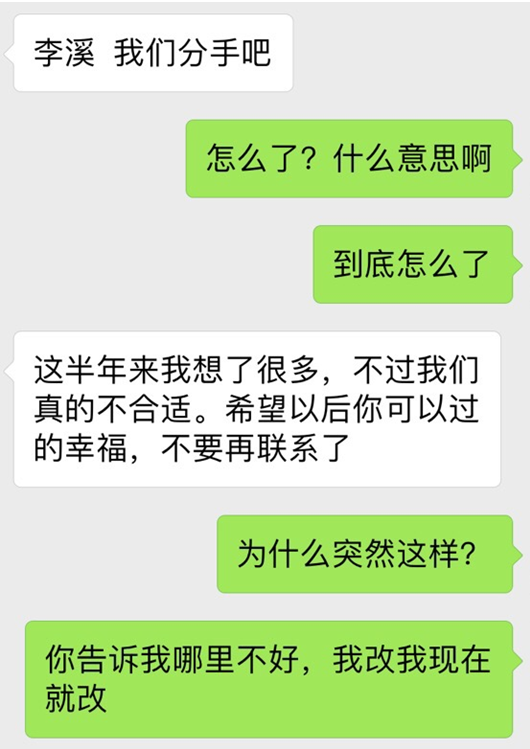 李溪 我们分手吧
怎么了？什么意思啊
到底怎么了
这半年来我想了很多，不过我们
真的不合适。希望以后你可以过
的幸福，不要再联系了
为什么突然这样？
你告诉我哪里不好，我改我现在
就改